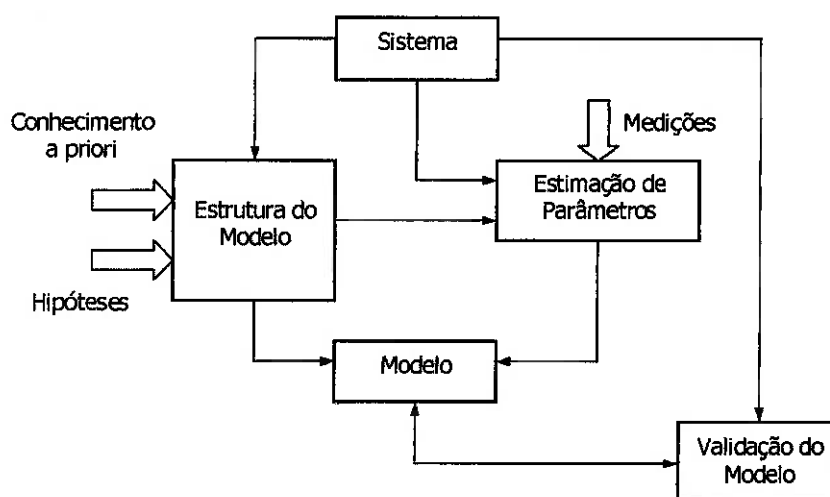 Sistema
Conhecimento
a priori
Medições
Estrutura do
Modelo
Estimação de
Parâmetros
Hipóteses
Modelo
Validação do
Modelo